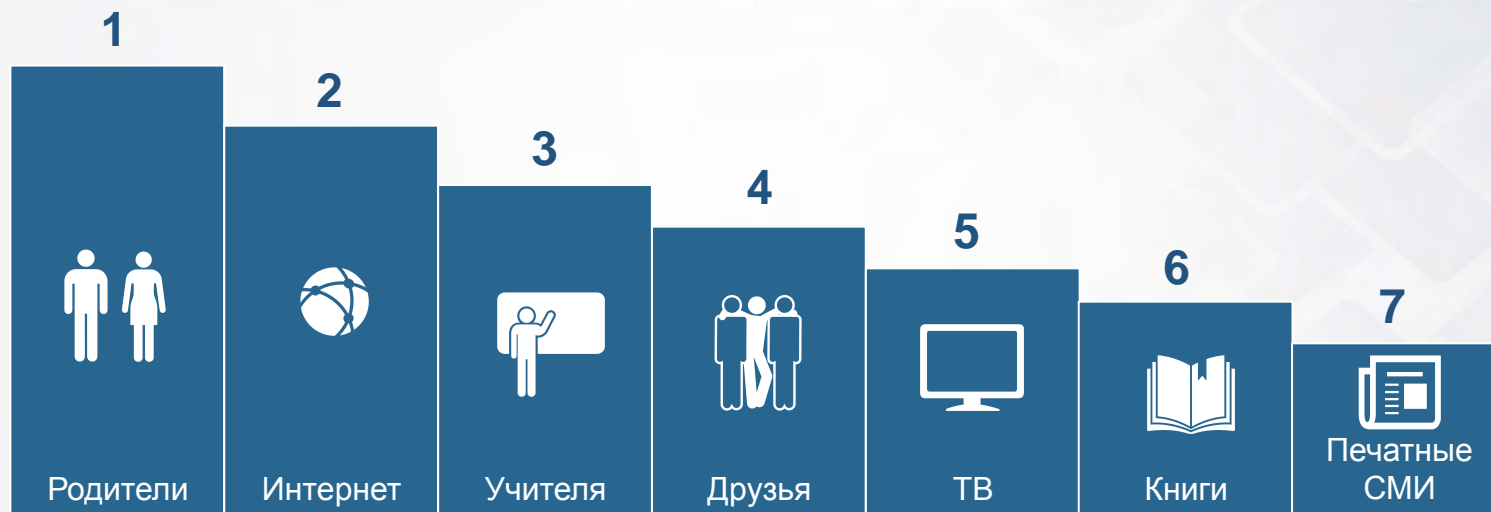 1
2
3
4
5
6
7
Родители
Интернет
Учителя
Друзья
ТВ
Книги
Печатные
СМИ